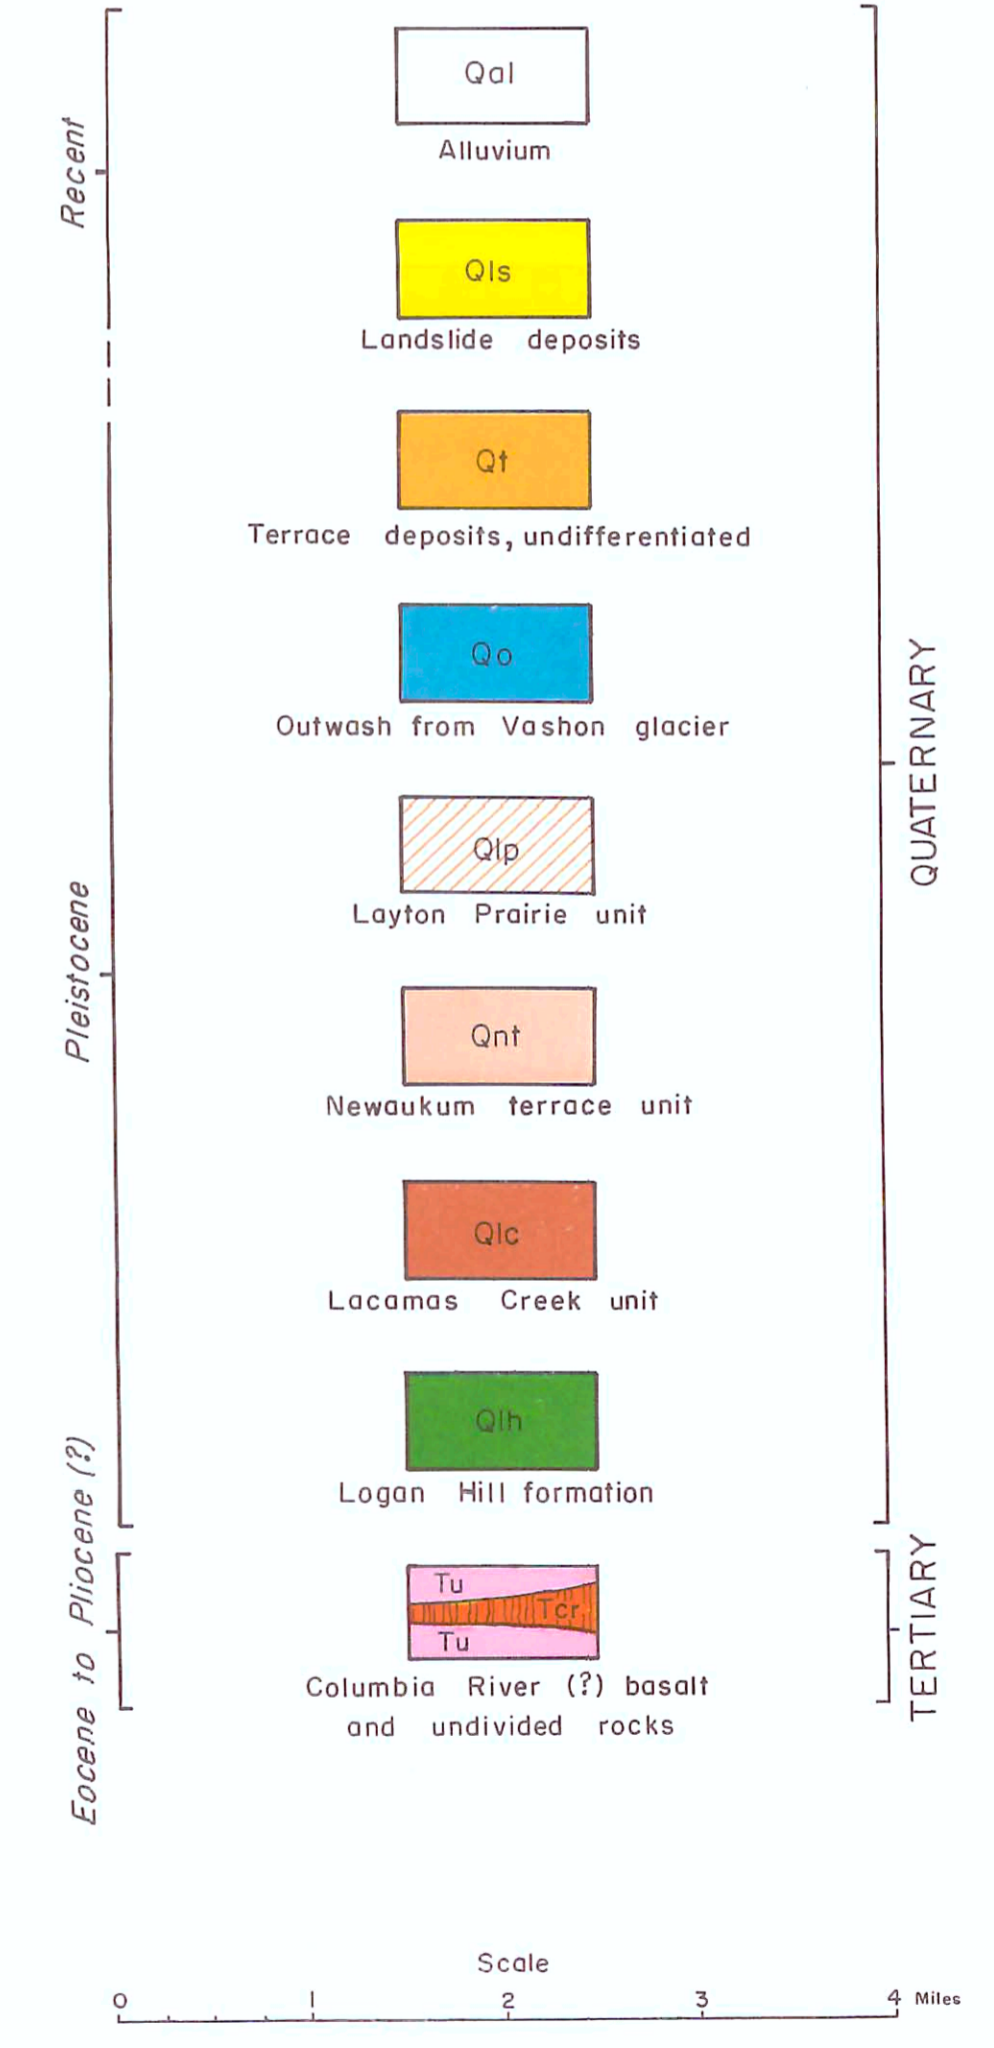 Recent
Qal
Alluvium
Qls
Landslide deposits
Qt
Terrace deposits, undifferentiated
Qo
Outwash from Vashon glacier
QUATERNARY
Pleistocene
Qlp
Layton Prairie unit
Qnt
Newaukum terrace unit
Qlc
Lacamas Creek unit
Qlh
Logan Hill formation
Eocene to Pliocene (?)
Tu
Tcr
Tu
TERTIARY
Columbia River (?) basalt
and undivided rocks
Scale
0 1 2 3 4 Miles